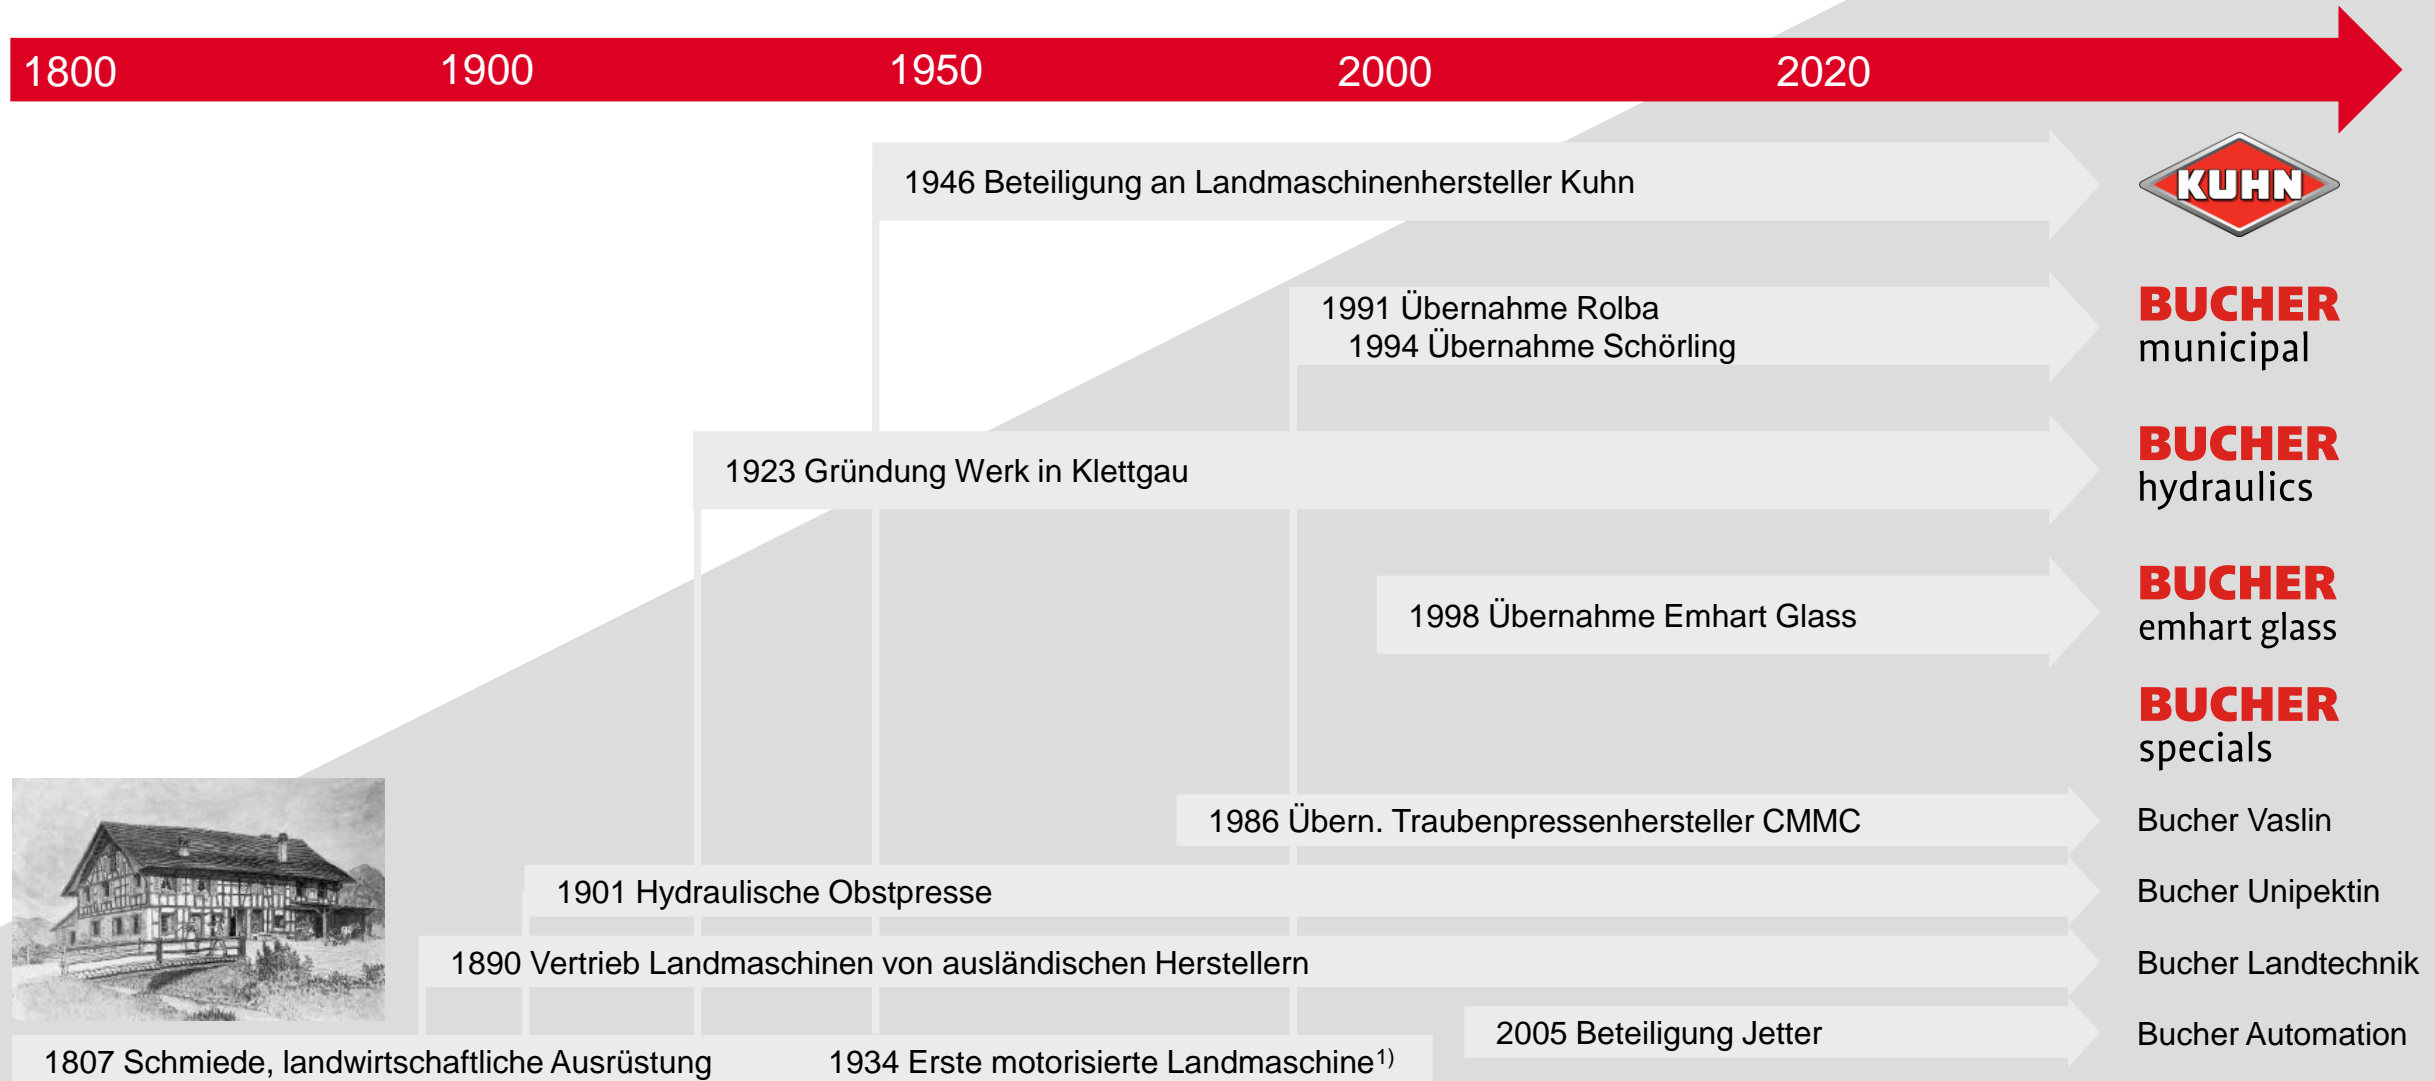 1800 1900 1950 2000 2020
1946 Beteiligung an Landmaschinenhersteller Kuhn
KUHN
1991 Übernahme Rolba
1994 Übernahme Schörling
BUCHER
municipal
1923 Gründung Werk in Klettgau
BUCHER
hydraulics
1998 Übernahme Emhart Glass
BUCHER
emhart glass
BUCHER
specials
1986 Übern. Traubenpressenhersteller CMMC
Bucher Vaslin
1901 Hydraulische Obstpresse
Bucher Unipektin
1890 Vertrieb Landmaschinen von ausländischen Herstellern
Bucher Landtechnik
2005 Beteiligung Jetter
Bucher Automation
1807 Schmiede, landwirtschaftliche Ausrüstung
1934 Erste motorisierte Landmaschine¹⁾